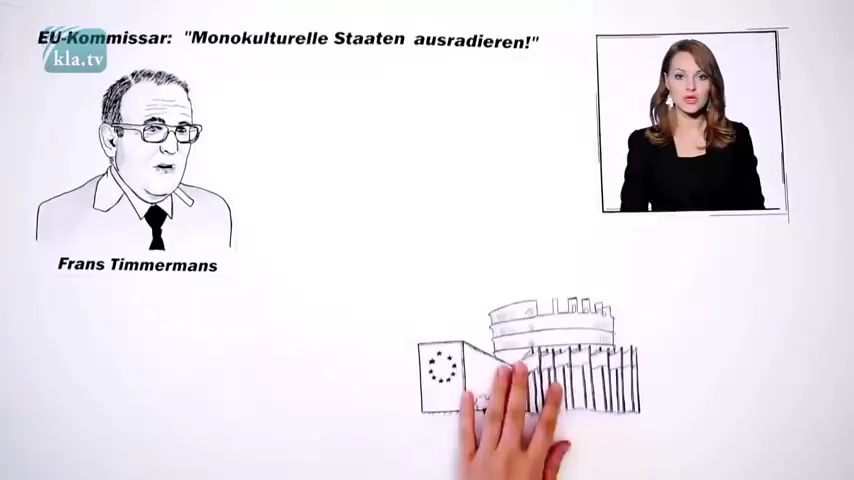 EU-Kommissar: "Monokulturelle Staaten ausradieren!"
kla.tv
Frans Timmermans